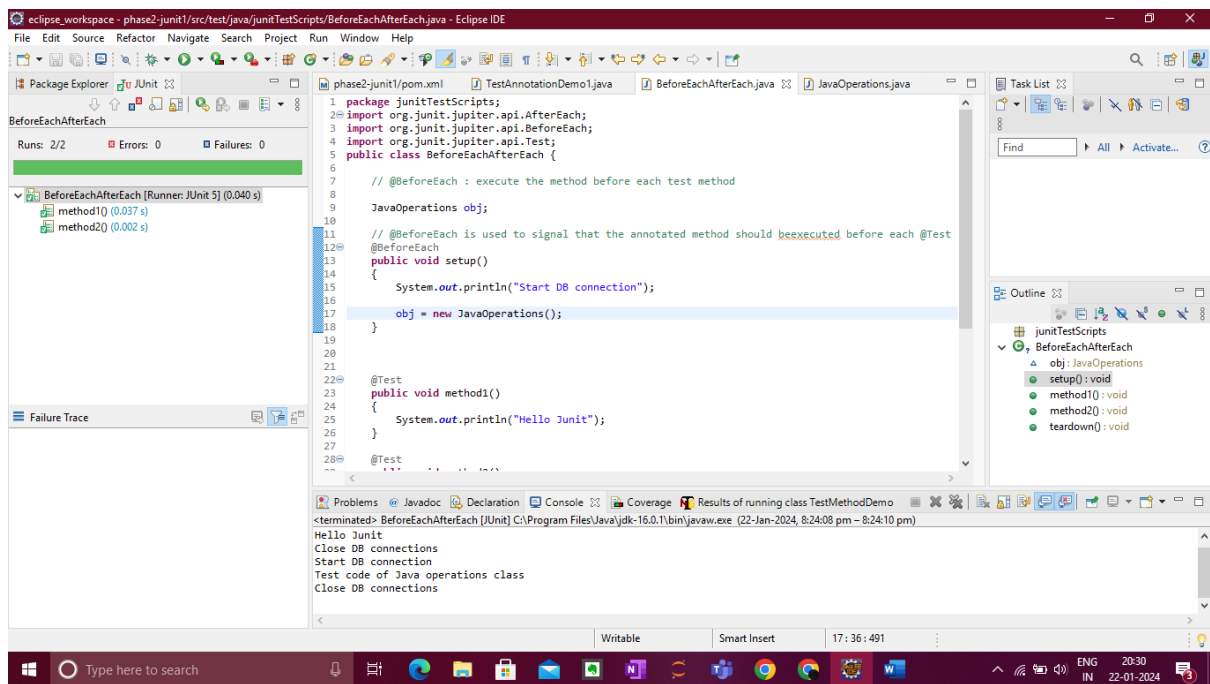 eclipse_workspace - phase2-junit1/src/test/java/junitTestScripts/BeforeEachAfterEach.java - Eclipse IDE
File Edit Source Refactor Navigate Search Project Run Window Help
Package Explorer JUnit
BeforeEachAfterEach
Runs: 2/2 Errors: 0 Failures: 0
BeforeEachAfterEach [Runner: JUnit 5] (0.040 s)
method1() (0.037 s)
method2() (0.002 s)
Failure Trace
phase2-junit1/pom.xml TestAnnotationDemo1.java BeforeEachAfterEach.java JavaOperations.java
1 package junitTestScripts;
2 import org.junit.jupiter.api.AfterEach;
3 import org.junit.jupiter.api.BeforeEach;
4 import org.junit.jupiter.api.Test;
5 public class BeforeEachAfterEach {
6
7 // @BeforeEach : execute the method before each test method
8
9 JavaOperations obj;
10
11 // @BeforeEach is used to signal that the annotated method should beexecuted before each @Test
12 @BeforeEach
13 public void setup()
14 {
15 System.out.println("Start DB connection");
16
17 obj = new JavaOperations();
18 }
19
20
21
22 @Test
23 public void method1()
24 {
25 System.out.println("Hello Junit");
26 }
27
28 @Test
Task List
Find All Activate...
Outline
junitTestScripts
BeforeEachAfterEach
obj : JavaOperations
setup() : void
method1() : void
method2() : void
teardown() : void
Problems Javadoc Declaration Console Coverage Results of running class TestMethodDemo
<terminated> BeforeEachAfterEach [JUnit] C:\Program Files\Java\jdk-16.0.1\bin\javaw.exe (22-Jan-2024, 8:24:08 pm – 8:24:10 pm)
Hello Junit
Close DB connections
Start DB connection
Test code of Java operations class
Close DB connections
Writable Smart Insert 17 : 36 : 491
Type here to search
ENG
IN
20:30
22-01-2024
3